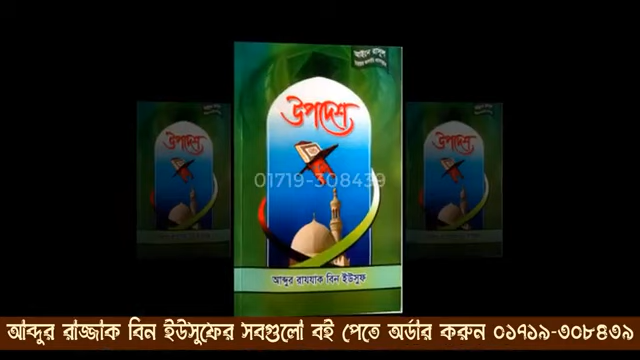 উপদেশ
01719-308439
আব্দুর রাযযাক বিন ইউসুফ
আব্দুর রাজ্জাক বিন ইউসুফের সবগুলো বই পেতে অর্ডার করুন ০১৭১৯-৩০৮৪৩৯